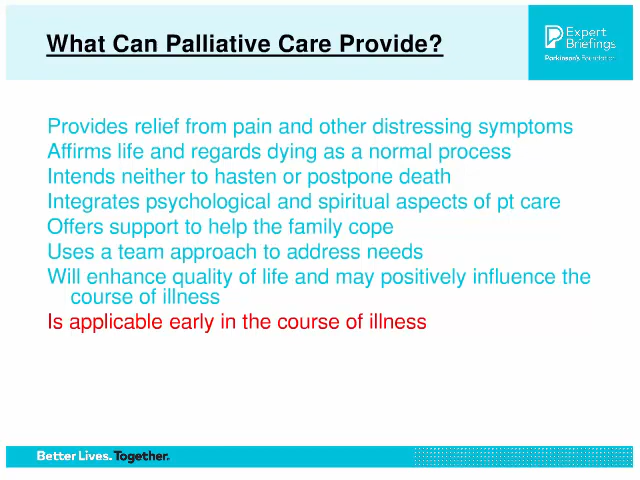 What Can Palliative Care Provide?
Expert
Briefings
Parkinson's Foundation
Provides relief from pain and other distressing symptoms
Affirms life and regards dying as a normal process
Intends neither to hasten or postpone death
Integrates psychological and spiritual aspects of pt care
Offers support to help the family cope
Uses a team approach to address needs
Will enhance quality of life and may positively influence the
course of illness
Is applicable early in the course of illness
Better Lives. Together.